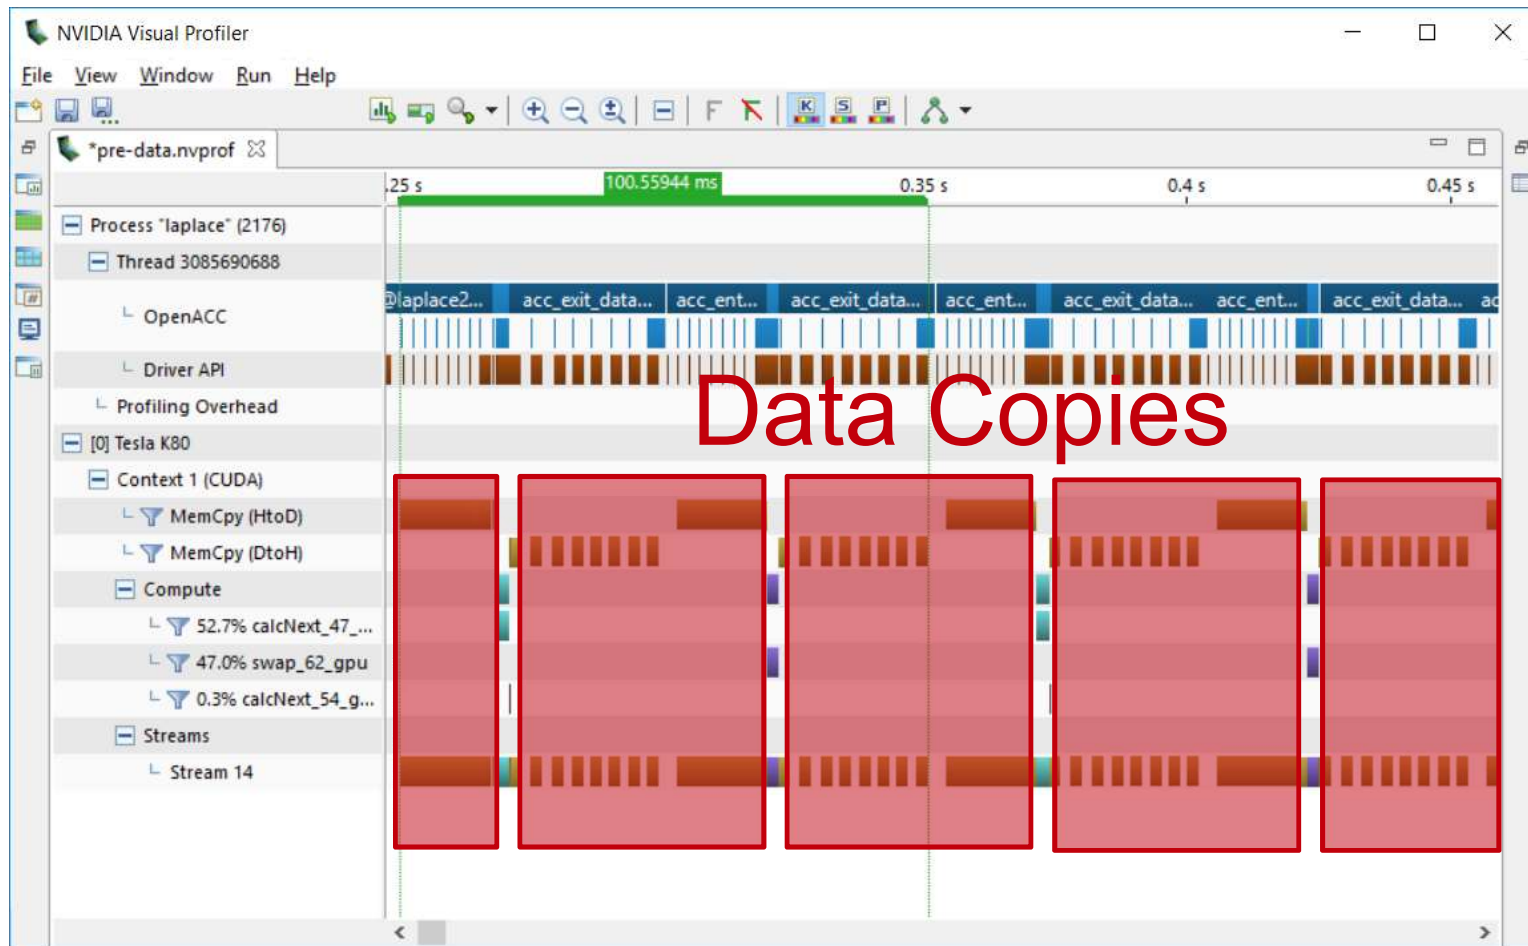 NVIDIA Visual Profiler
File View Window Run Help
F K S P
*pre-data.nvprof
.25 s 100.55944 ms 0.35 s 0.4 s 0.45 s
Process "laplace" (2176)
Thread 3085690688
@laplace2... acc_exit_data... acc_ent... acc_exit_data... acc_ent... acc_exit_data... acc_ent... acc_exit_data... ac
OpenACC
Driver API
Profiling Overhead
Data Copies
[0] Tesla K80
Context 1 (CUDA)
MemCpy (HtoD)
MemCpy (DtoH)
Compute
52.7% calcNext_47_...
47.0% swap_62_gpu
0.3% calcNext_54_g...
Streams
Stream 14